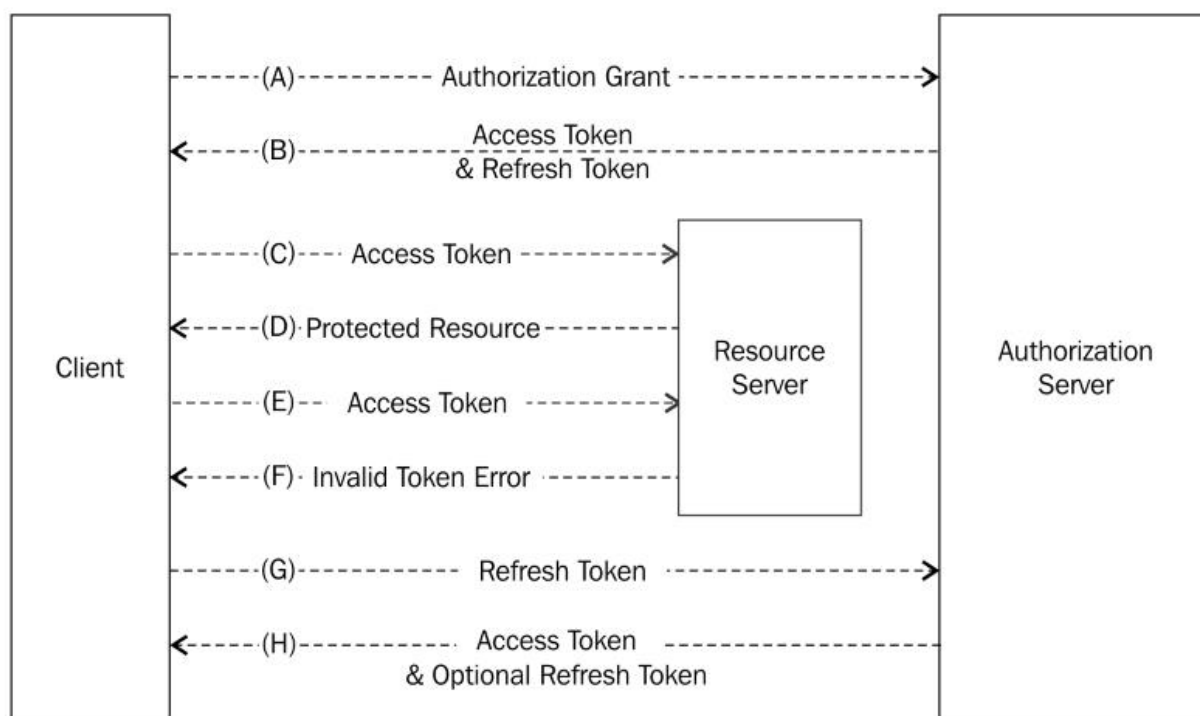 (A) Authorization Grant
(B) Access Token
& Refresh Token
(C) Access Token
(D) Protected Resource
Client
Resource
Server
Authorization
Server
(E) Access Token
(F) Invalid Token Error
(G) Refresh Token
(H) Access Token
& Optional Refresh Token